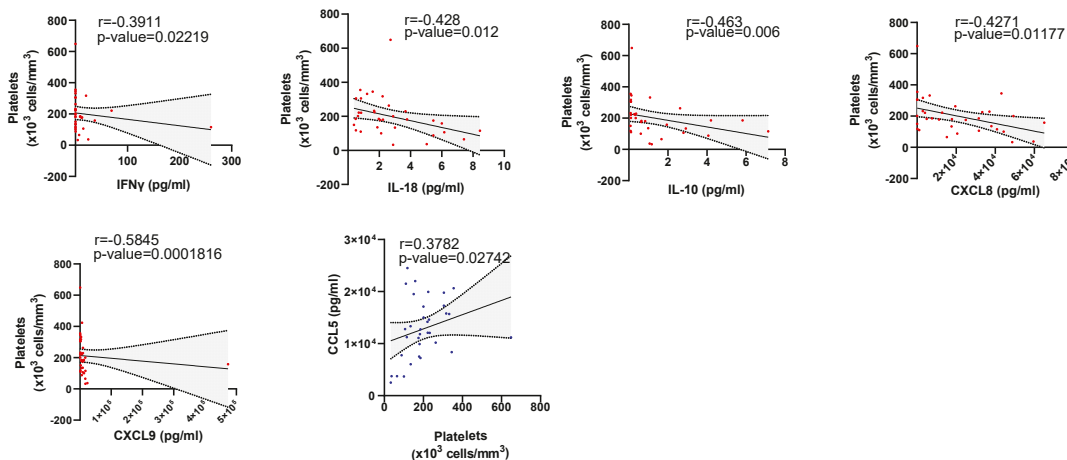 r=-0.3911
p-value=0.02219
Platelets
(x10³ cells/mm³)
800
600
400
200
0
-200
100
200
300
IFNγ (pg/ml)
r=-0.428
p-value=0.012
Platelets
(x10³ cells/mm³)
800
600
400
200
0
-200
2
4
6
8
10
IL-18 (pg/ml)
r=-0.463
p-value=0.006
Platelets
(x10³ cells/mm³)
800
600
400
200
0
-200
2
4
6
8
IL-10 (pg/ml)
r=-0.4271
p-value=0.01177
Platelets
(x10³ cells/mm³)
800
600
400
200
0
-200
2×10⁴
4×10⁴
6×10⁴
CXCL8 (pg/ml)
r=-0.5845
p-value=0.0001816
Platelets
(x10³ cells/mm³)
800
600
400
200
0
-200
1×10⁵
2×10⁵
3×10⁵
4×10⁵
5×10⁵
CXCL9 (pg/ml)
r=0.3782
p-value=0.02742
CCL5 (pg/ml)
3×10⁴
2×10⁴
1×10⁴
0
0
200
400
600
800
Platelets
(x10³ cells/mm³)